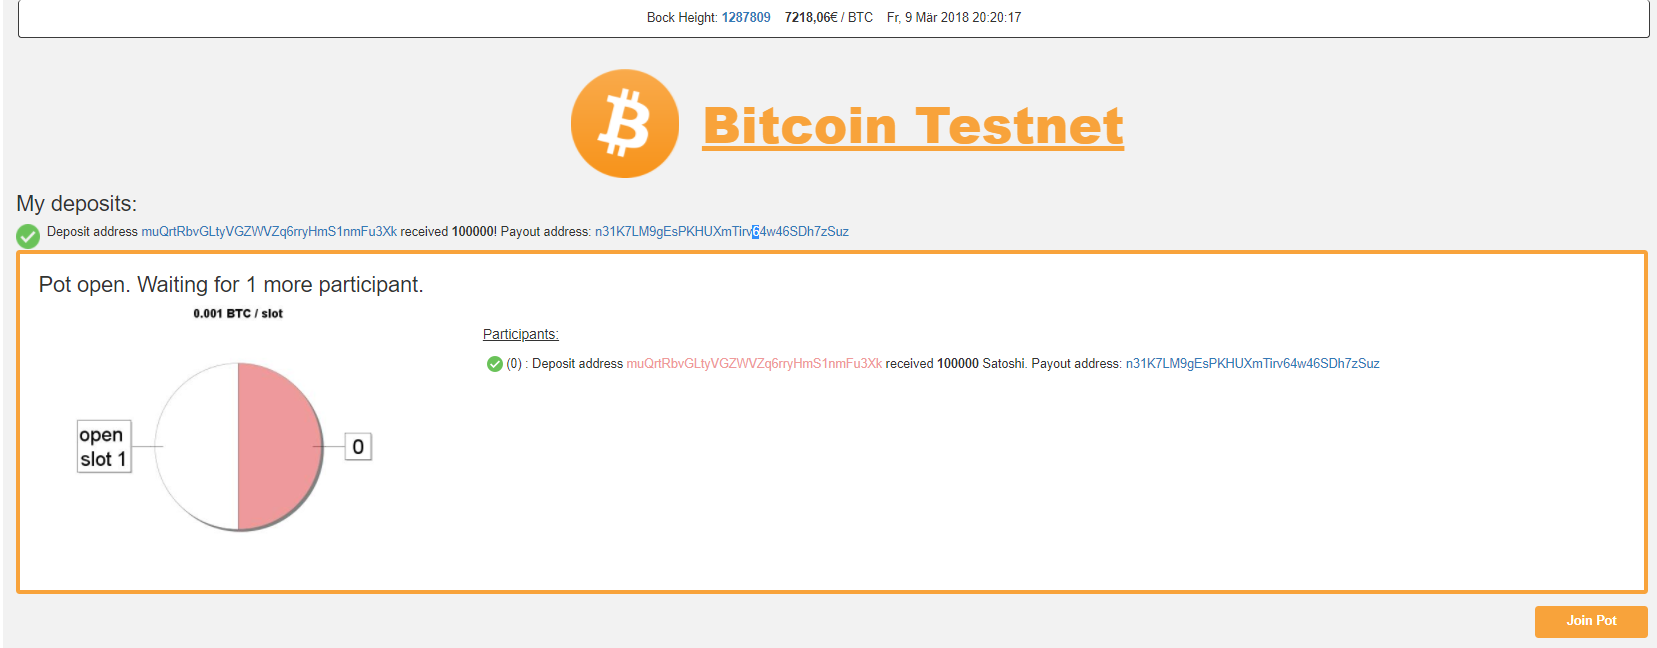 Bock Height: 1287809 7218,06€ / BTC Fr, 9 Mär 2018 20:20:17
Bitcoin Testnet
My deposits:
Deposit address muQrtRbvGLtyVGZWVZq6rryHmS1nmFu3Xk received 100000! Payout address: n31K7LM9gEsPKHUXmTirv64w46SDh7zSuz
Pot open. Waiting for 1 more participant.
0.001 BTC / slot
Participants:
(0) : Deposit address muQrtRbvGLtyVGZWVZq6rryHmS1nmFu3Xk received 100000 Satoshi. Payout address: n31K7LM9gEsPKHUXmTirv64w46SDh7zSuz
open
slot 1
0
Join Pot